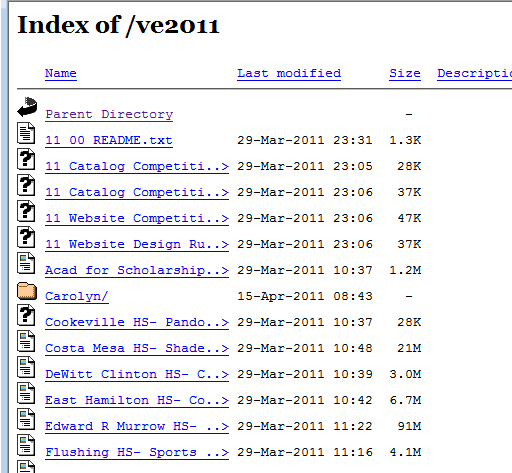 Index of /ve2011
Name Last modified Size Descriptio
Parent Directory -
11 00 README.txt 29-Mar-2011 23:31 1.3K
11 Catalog Competiti..> 29-Mar-2011 23:05 28K
11 Catalog Competiti..> 29-Mar-2011 23:06 37K
11 Website Competiti..> 29-Mar-2011 23:06 47K
11 Website Design Ru..> 29-Mar-2011 23:06 37K
Acad for Scholarship..> 29-Mar-2011 10:37 1.2M
Carolyn/ 15-Apr-2011 08:43 -
Cookeville HS- Pando..> 29-Mar-2011 10:37 28K
Costa Mesa HS- Shade..> 29-Mar-2011 10:48 21M
DeWitt Clinton HS- C..> 29-Mar-2011 10:39 3.0M
East Hamilton HS- Co..> 29-Mar-2011 10:42 6.7M
Edward R Murrow HS- ..> 29-Mar-2011 11:22 91M
Flushing HS- Sports ..> 29-Mar-2011 11:16 4.1M